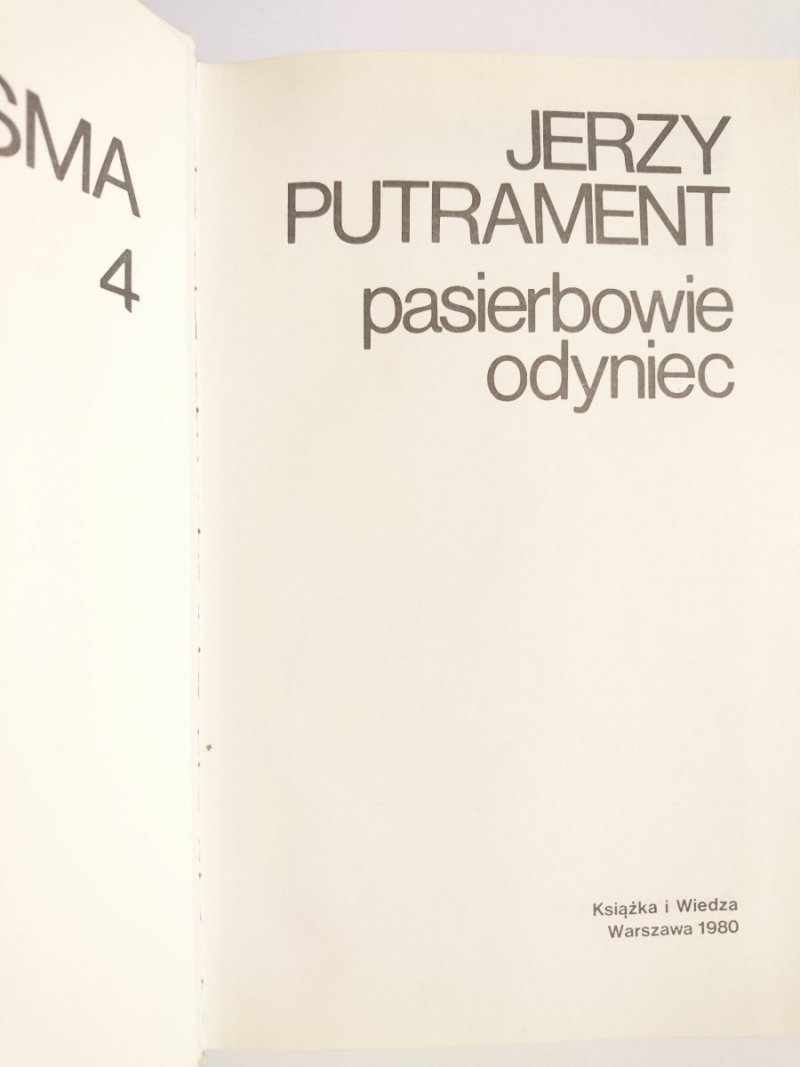 SMA
4
JERZY
PUTRAMENT
pasierbowie
odyniec
Książka i Wiedza
Warszawa 1980